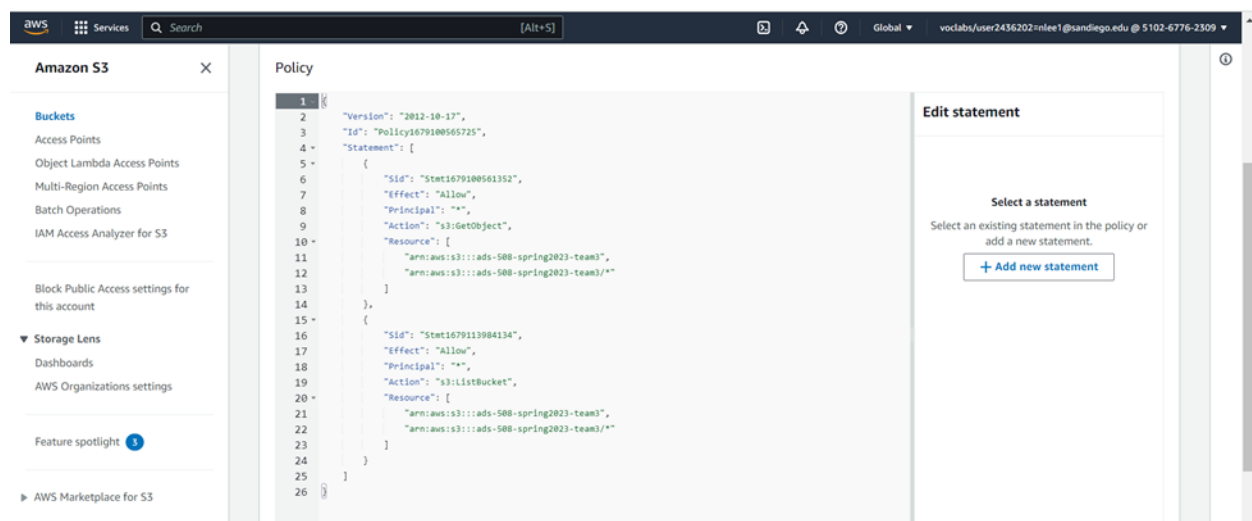 aws Services Search [Alt+S] Global voclabs/user2436202=nlee1@sandiego.edu @ 5102-6776-2309
Amazon S3
Buckets
Access Points
Object Lambda Access Points
Multi-Region Access Points
Batch Operations
IAM Access Analyzer for S3
Block Public Access settings for
this account
Storage Lens
Dashboards
AWS Organizations settings
Feature spotlight 3
AWS Marketplace for S3
Policy
1 {
2 "Version": "2012-10-17",
3 "Id": "Policy1679100565725",
4 "Statement": [
5 {
6 "Sid": "Stmt1679100561352",
7 "Effect": "Allow",
8 "Principal": "*",
9 "Action": "s3:GetObject",
10 "Resource": [
11 "arn:aws:s3:::ads-508-spring2023-team3",
12 "arn:aws:s3:::ads-508-spring2023-team3/*"
13 ]
14 },
15 {
16 "Sid": "Stmt1679113984134",
17 "Effect": "Allow",
18 "Principal": "*",
19 "Action": "s3:ListBucket",
20 "Resource": [
21 "arn:aws:s3:::ads-508-spring2023-team3",
22 "arn:aws:s3:::ads-508-spring2023-team3/*"
23 ]
24 }
25 ]
26 }
Edit statement
Select a statement
Select an existing statement in the policy or
add a new statement.
+ Add new statement